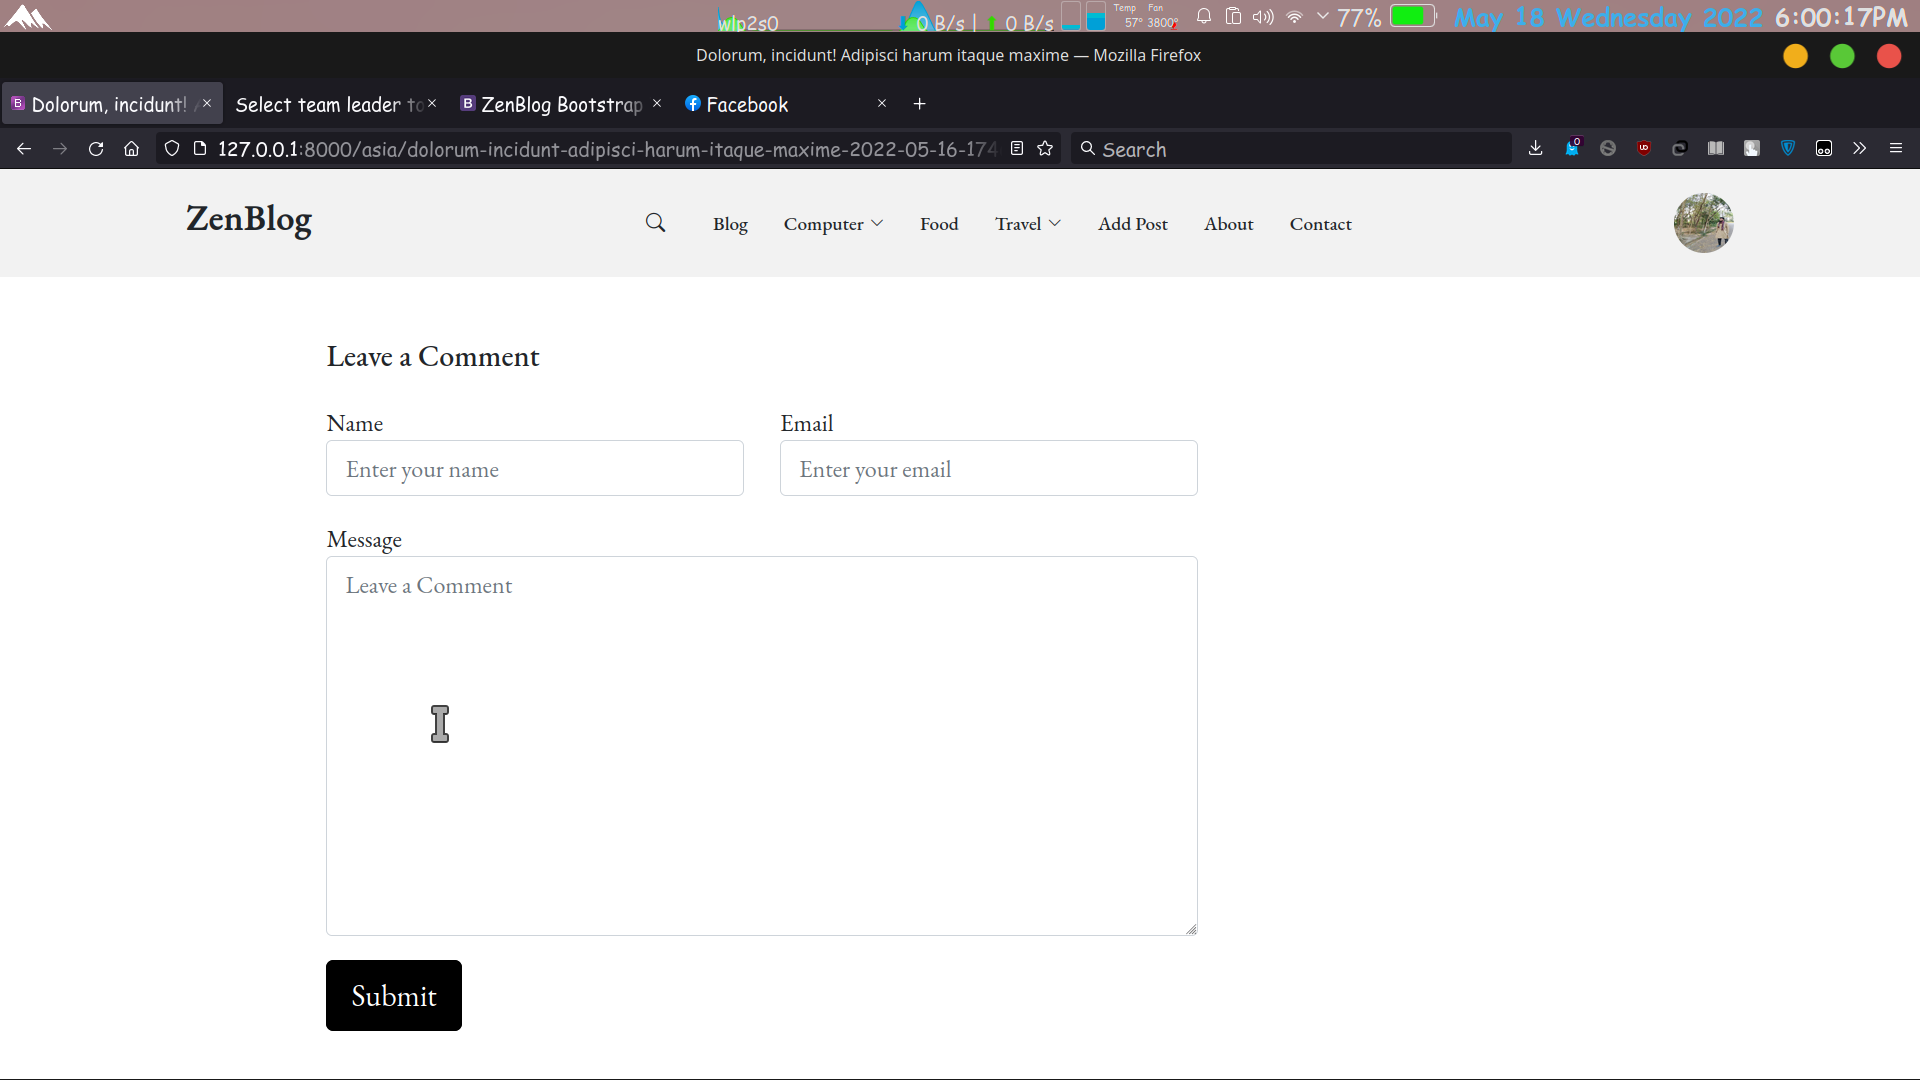 wlp2s0 0 B/s | 0 B/s Temp 57° Fan 3800° 77% May 18 Wednesday 2022 6:00:17PM
Dolorum, incidunt! Adipisci harum itaque maxime — Mozilla Firefox
Dolorum, incidunt! Select team leader to ZenBlog Bootstrap Facebook
127.0.0.1:8000/asia/dolorum-incidunt-adipisci-harum-itaque-maxime-2022-05-16-174 Search 0
ZenBlog Blog Computer Food Travel Add Post About Contact
Leave a Comment
Name Email
Enter your name Enter your email
Message
Leave a Comment
Submit